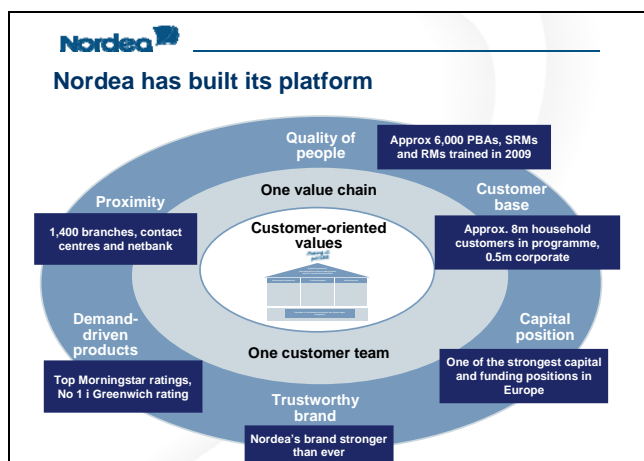 Nordea
Nordea has built its platform
Quality of
people
Approx 6,000 PBAs, SRMs
and RMs trained in 2009
One value chain
Proximity
1,400 branches, contact
centres and netbank
Customer
base
Approx. 8m household
customers in programme,
0.5m corporate
Customer-oriented
values
Demand-
driven
products
Top Morningstar ratings,
No 1 i Greenwich rating
One customer team
Capital
position
One of the strongest capital
and funding positions in
Europe
Trustworthy
brand
Nordea's brand stronger
than ever